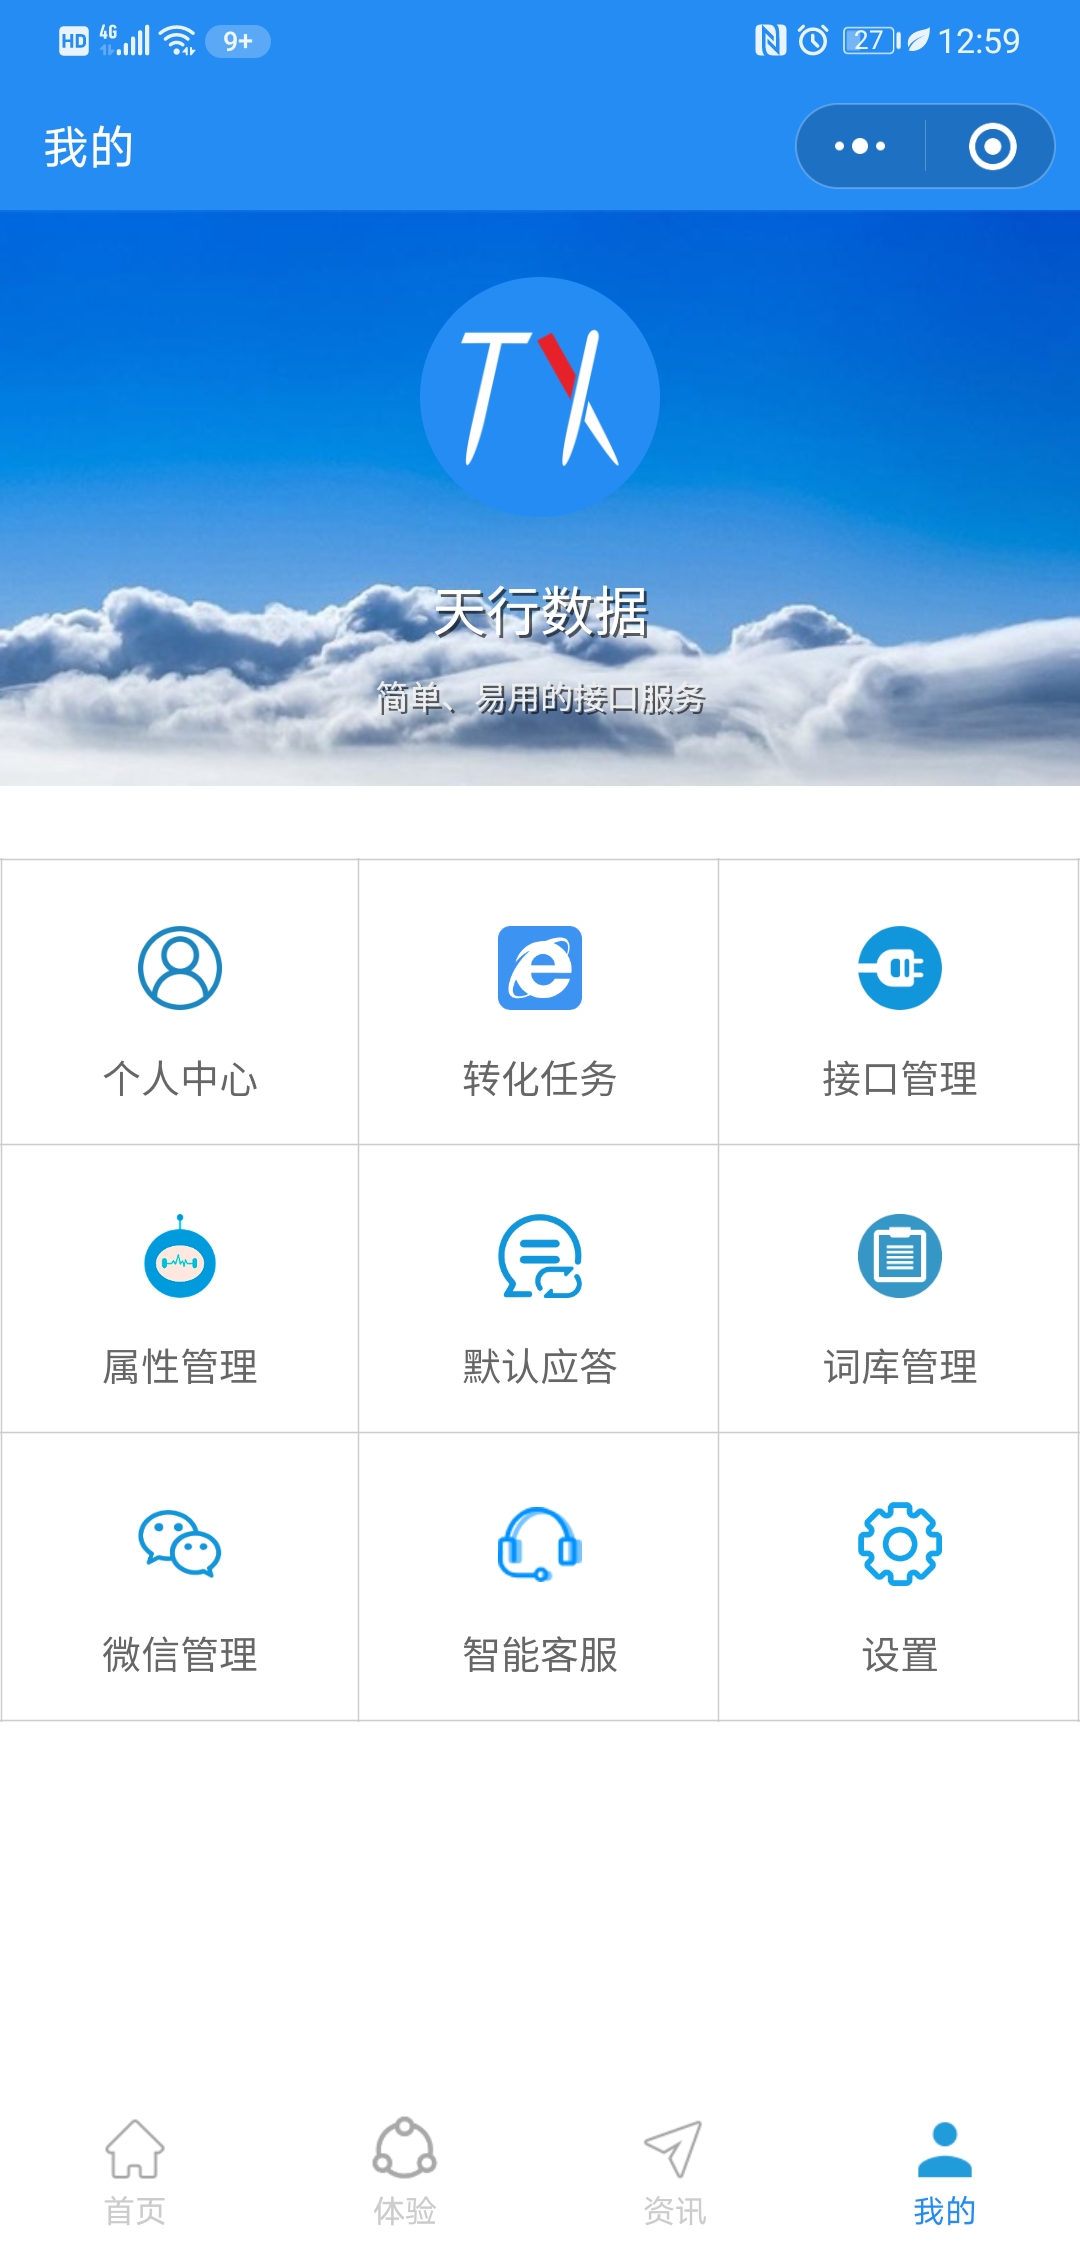 HD 4G 9+ 27 12:59
我的
TX
天行数据
简单、易用的接口服务
个人中心 转化任务 接口管理
属性管理 默认应答 词库管理
微信管理 智能客服 设置
首页 体验 资讯 我的